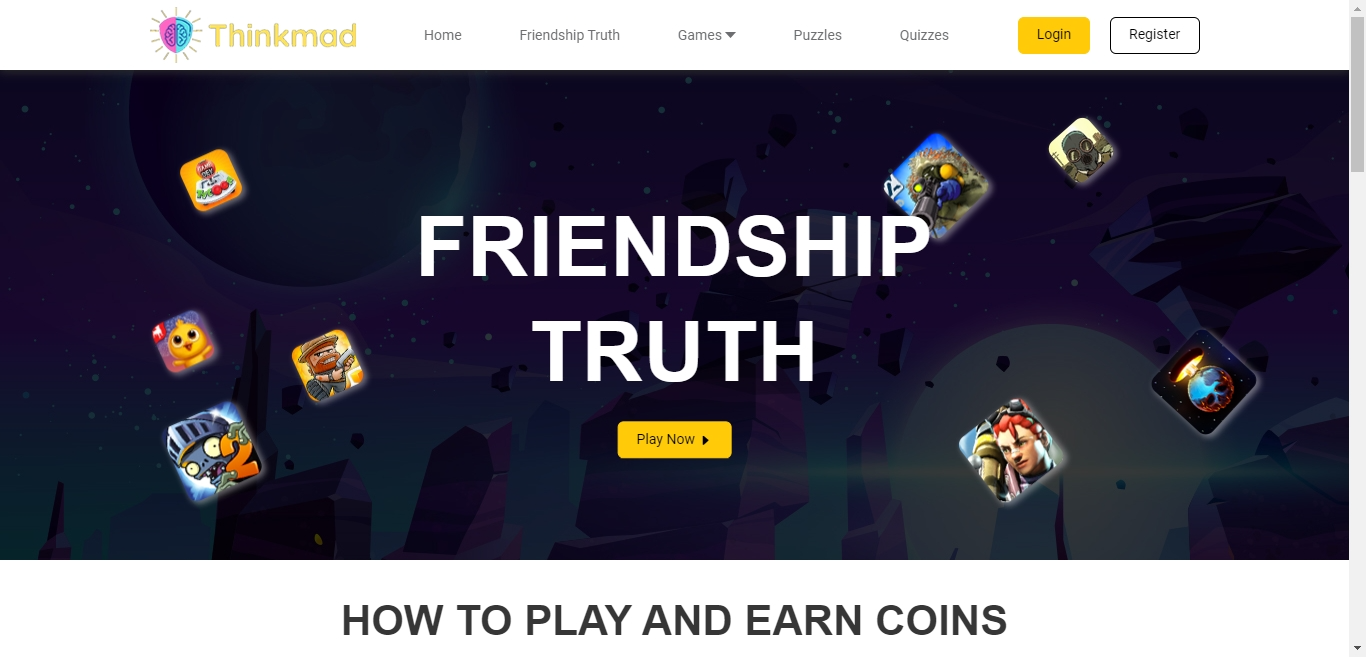 Thinkmad
Home
Friendship Truth
Games
Puzzles
Quizzes
Login
Register
FRIENDSHIP
TRUTH
Play Now
HOW TO PLAY AND EARN COINS